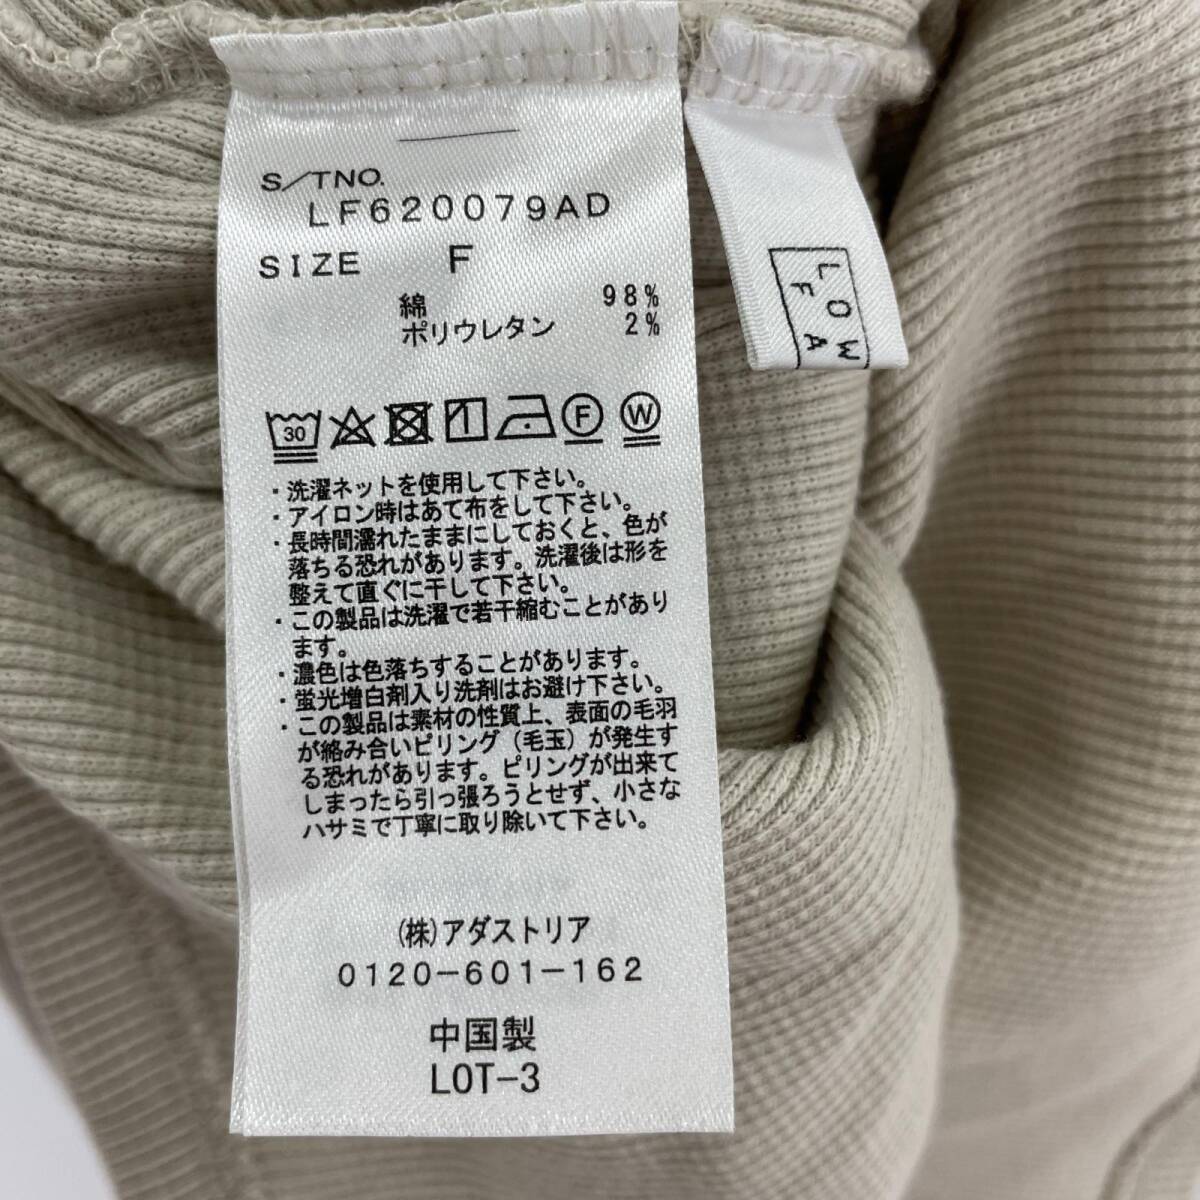 S/TNO.
LF620079AD
SIZE F
綿 98%
ポリウレタン 2%
30 F W
・洗濯ネットを使用して下さい。
・アイロン時はあて布をして下さい。
・長時間濡れたままにしておくと、色が
落ちる恐れがあります。洗濯後は形を
整えて直ぐに干して下さい。
・この製品は洗濯で若干縮むことがあり
ます。
・濃色は色落ちすることがあります。
・蛍光増白剤入り洗剤はお避け下さい。
・この製品は素材の性質上、表面の毛羽
が絡み合いピリング(毛玉)が発生す
る恐れがあります。ピリングが出来て
しまったら引っ張ろうとせず、小さな
ハサミで丁寧に取り除いて下さい。
(株)アダストリア
0120-601-162
中国製
LOT-3
LOW
FA